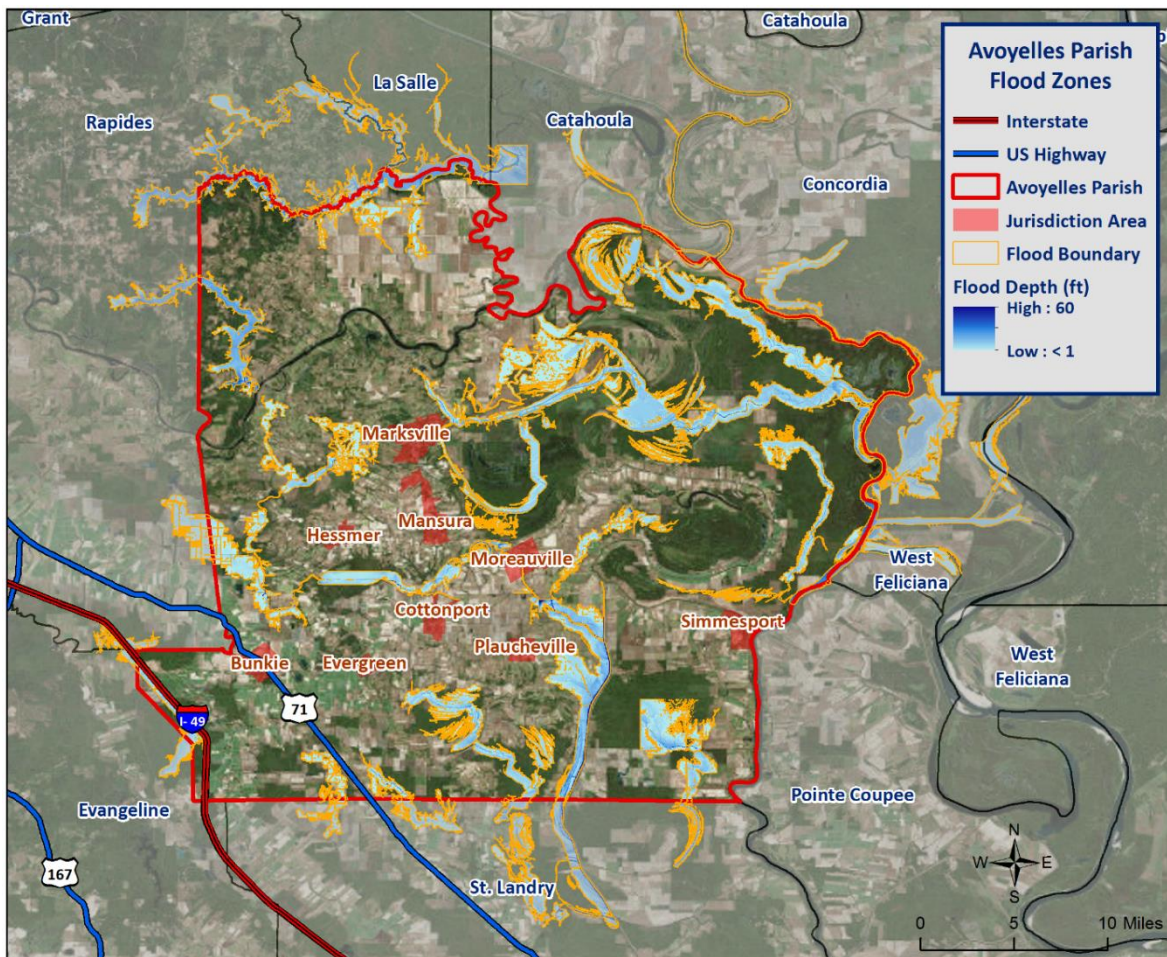 Grant
Catahoula
La Salle
Rapides
Catahoula
Concordia
Avoyelles Parish
Flood Zones
Interstate
US Highway
Avoyelles Parish
Jurisdiction Area
Flood Boundary
Flood Depth (ft)
High : 60
Low : < 1
Marksville
Mansura
Hessmer
Moreauville
West
Feliciana
Cottonport
Simmesport
Plaucheville
Bunkie
Evergreen
West
Feliciana
71
I-49
Evangeline
Pointe Coupee
167
St. Landry
N
W
E
S
0
5
10 Miles